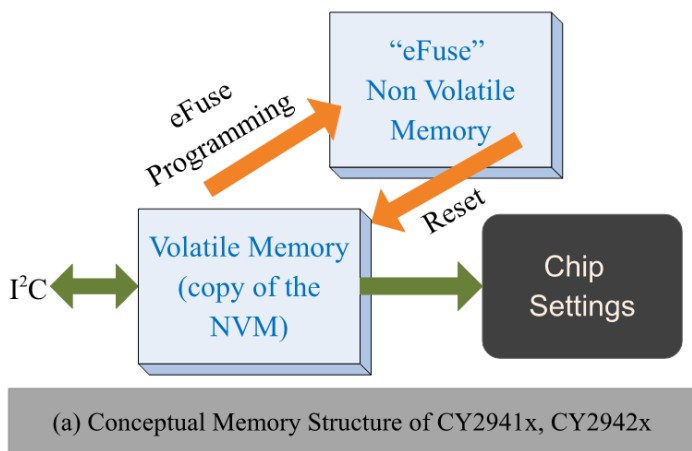 “eFuse”
Non Volatile
Memory
eFuse
Programming
Reset
Volatile Memory
(copy of the
NVM)
I²C
Chip
Settings
(a) Conceptual Memory Structure of CY2941x, CY2942x